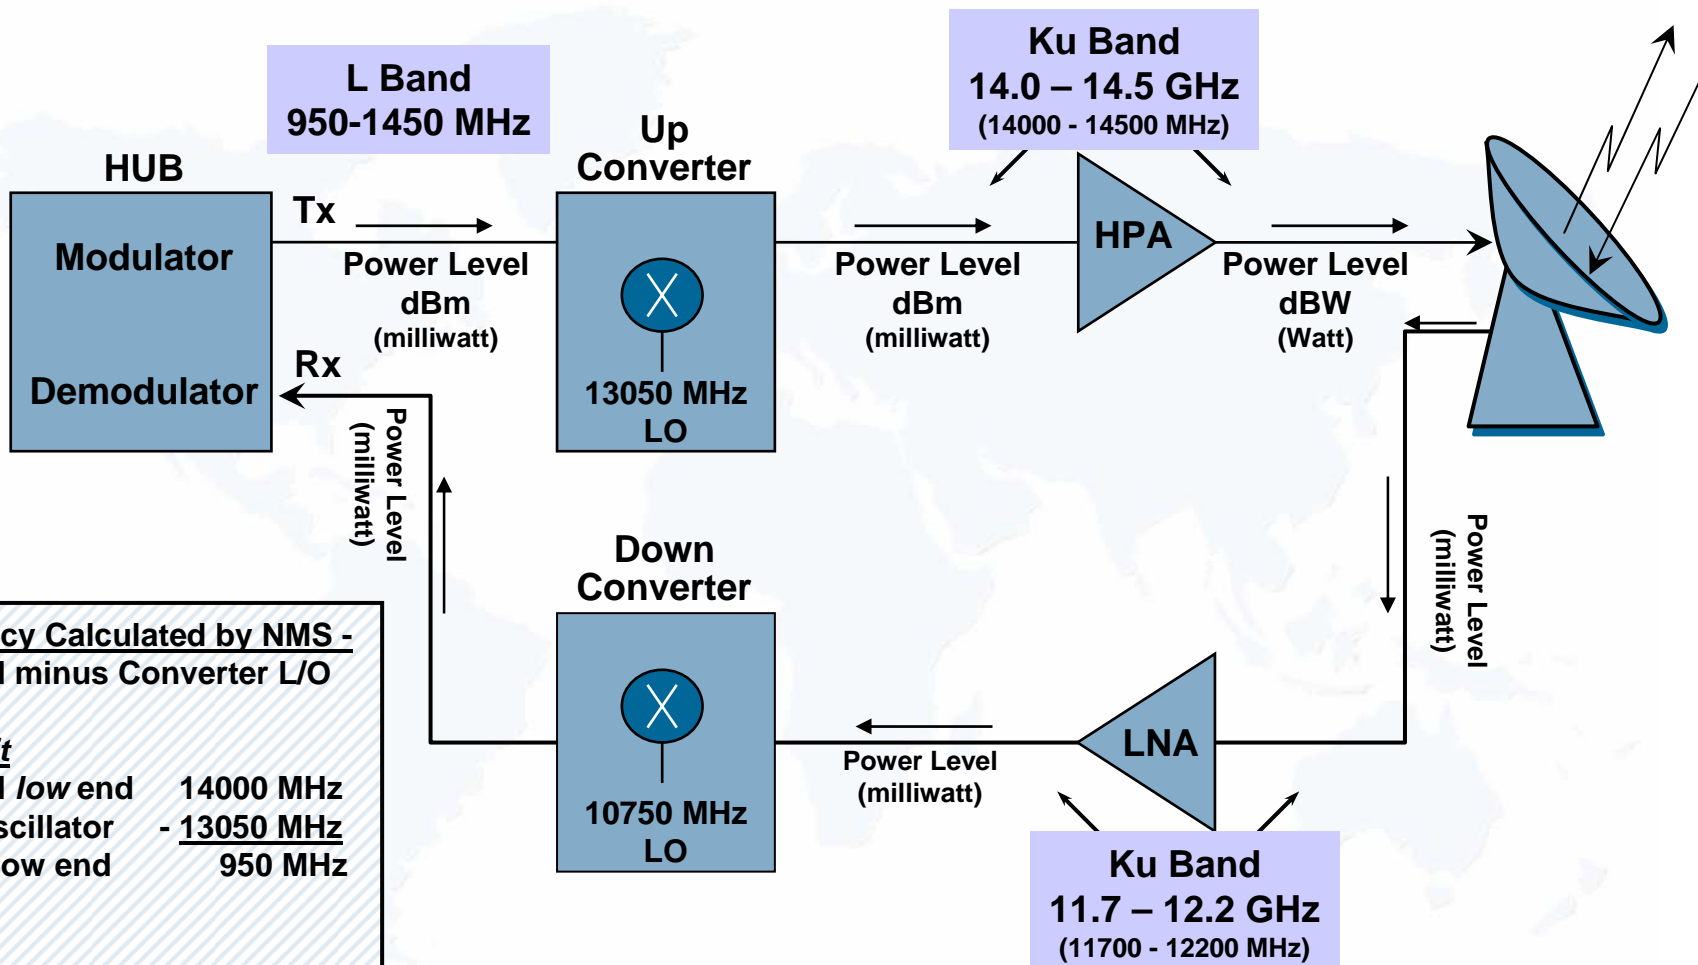 L Band
950-1450 MHz
Ku Band
14.0 – 14.5 GHz
(14000 - 14500 MHz)
HUB
Modulator
Demodulator
Tx
Rx
Up
Converter
13050 MHz
LO
Power Level
dBm
(milliwatt)
Power Level
dBm
(milliwatt)
HPA
Power Level
dBW
(Watt)
Power Level
(milliwatt)
Power Level
(milliwatt)
Down
Converter
10750 MHz
LO
Power Level
(milliwatt)
LNA
Ku Band
11.7 – 12.2 GHz
(11700 - 12200 MHz)
Calculated by NMS -
minus Converter L/O
low end 14000 MHz
- 13050 MHz
end 950 MHz